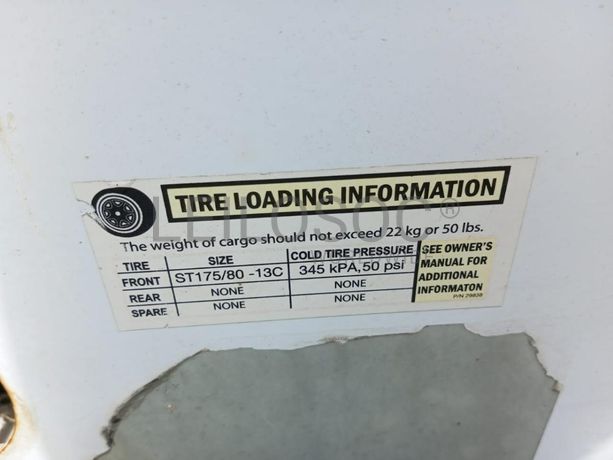 TIRE LOADING INFORMATION
LEILOSOC®
The weight of cargo should not exceed 22 kg or 50 lbs.
TIRE SIZE COLD TIRE PRESSURE
FRONT ST175/80 -13C 345 kPA,50 psi
REAR NONE NONE
SPARE NONE NONE
SEE OWNER'S
MANUAL FOR
ADDITIONAL
INFORMATON
P/N 29838